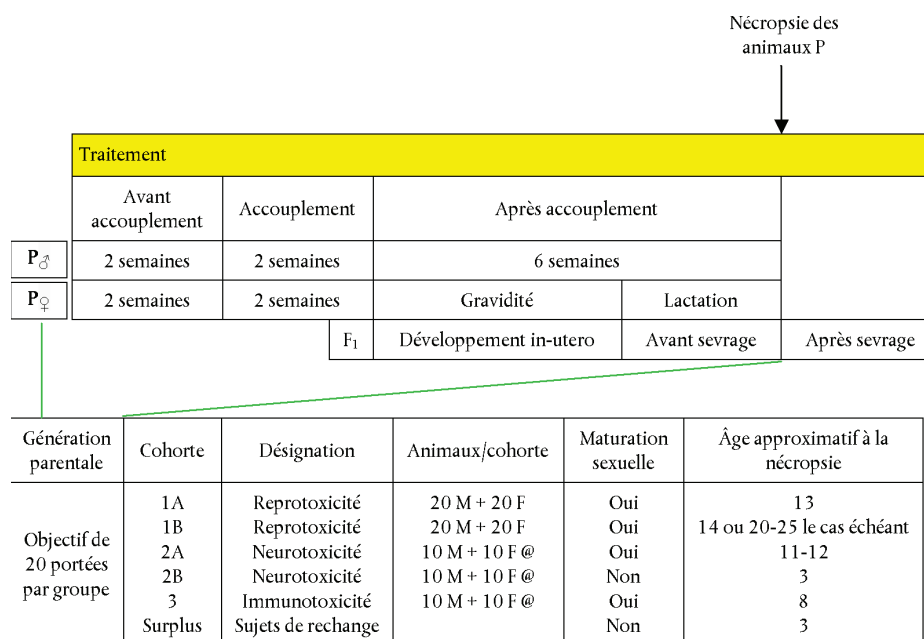 Nécropsie des
animaux P
Traitement
Avant
accouplement
Accouplement
Après accouplement
P♂
2 semaines
2 semaines
6 semaines
P♀
2 semaines
2 semaines
Gravidité
Lactation
F₁
Développement in-utero
Avant sevrage
Après sevrage
Génération
parentale
Cohorte
Désignation
Animaux/cohorte
Maturation
sexuelle
Âge approximatif à la
nécropsie
Objectif de
20 portées
par groupe
1A Reprotoxicité 20 M + 20 F Oui 13
1B Reprotoxicité 20 M + 20 F Oui 14 ou 20-25 le cas échéant
2A Neurotoxicité 10 M + 10 F @ Oui 11-12
2B Neurotoxicité 10 M + 10 F @ Non 3
3 Immunotoxicité 10 M + 10 F @ Oui 8
Surplus Sujets de rechange Non 3